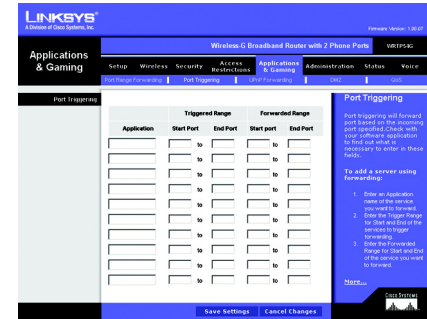 LINKSYS®
A Division of Cisco Systems, Inc.
Firmware Version: 1.00.07
Wireless-G Broadband Router with 2 Phone Ports WRTP54G
Applications & Gaming
Setup Wireless Security Access Restrictions Applications & Gaming Administration Status Voice
Port Range Forwarding Port Triggering UPnP Forwarding DMZ QoS
Port Triggering
Triggered Range Forwarded Range
Application Start Port End Port Start port End Port
to to
to to
to to
to to
to to
to to
to to
to to
to to
to to
Port Triggering
Port triggering will forward
port based on the incoming
port specified.Check with
your software application
to find out what is
necessary to enter in these
fields.
To add a server using
forwarding:
1. Enter an Application
name of the service
you want to forward.
2. Enter the Trigger Range
for Start and End of the
services to trigger
forwarding.
3. Enter the Forwarded
Range for Start and End
of the service you want
to forward.
More...
Save Settings Cancel Changes
CISCO SYSTEMS